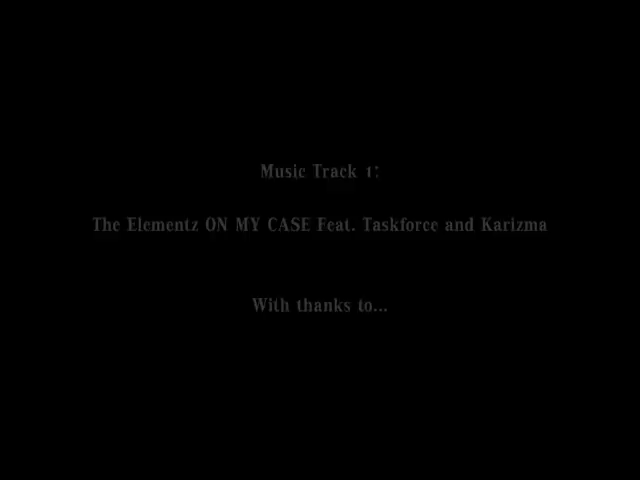 Music Track 1:
The Elementz ON MY CASE Feat. Taskforce and Karizma
With thanks to...